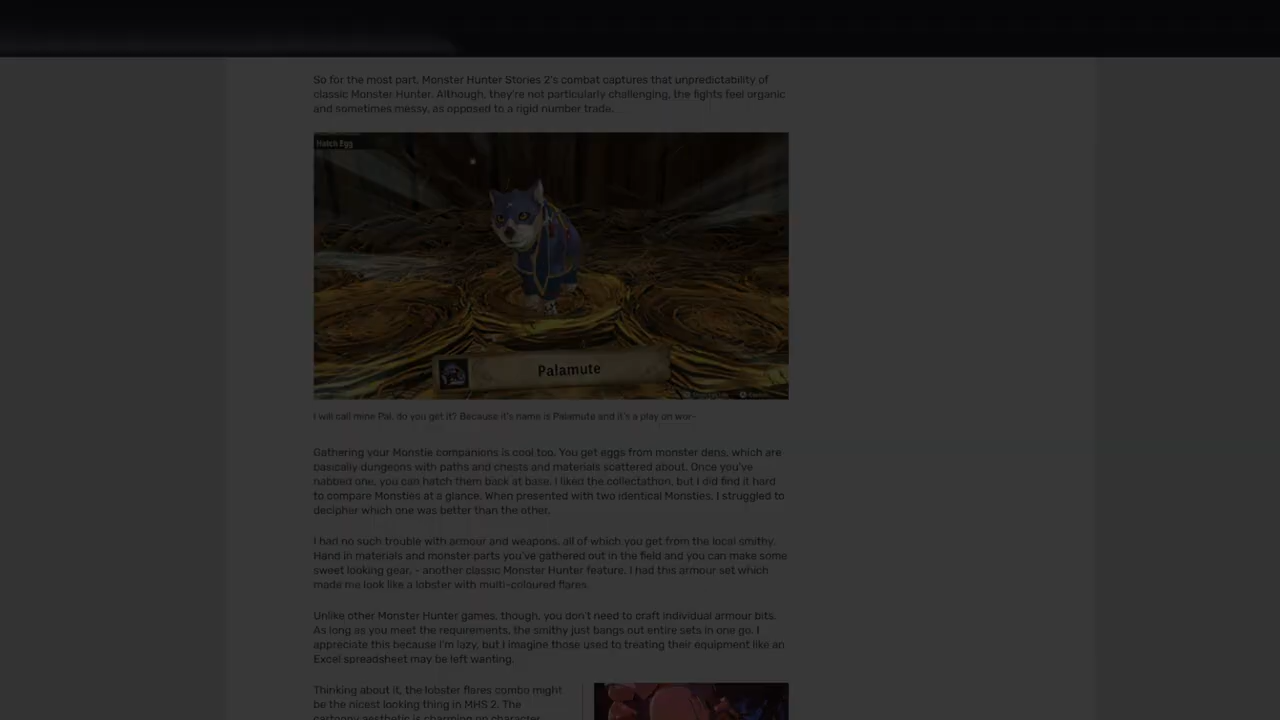 So for the most part, Monster Hunter Stories 2's combat captures that unpredictability of
classic Monster Hunter. Although, they're not particularly challenging, the fights feel organic
and sometimes messy, as opposed to a rigid number trade.
Hatch Egg
Palamute
I will call mine Pal, do you get it? Because it's name is Palamute and it's a play on wor-
Gathering your Monstie companions is cool too. You get eggs from monster dens, which are
basically dungeons with paths and chests and materials scattered about. Once you've
nabbed one, you can hatch them back at base. I liked the collectathon, but I did find it hard
to compare Monsties at a glance. When presented with two identical Monsties, I struggled to
decipher which one was better than the other.
I had no such trouble with armour and weapons, all of which you get from the local smithy.
Hand in materials and monster parts you've gathered out in the field and you can make some
sweet looking gear, - another classic Monster Hunter feature. I had this armour set which
made me look like a lobster with multi-coloured flares.
Unlike other Monster Hunter games, though, you don't need to craft individual armour bits.
As long as you meet the requirements, the smithy just bangs out entire sets in one go. I
appreciate this because I'm lazy, but I imagine those used to treating their equipment like an
Excel spreadsheet may be left wanting.
Thinking about it, the lobster flares combo might
be the nicest looking thing in MHS 2. The
cartoony aesthetic is charming on character